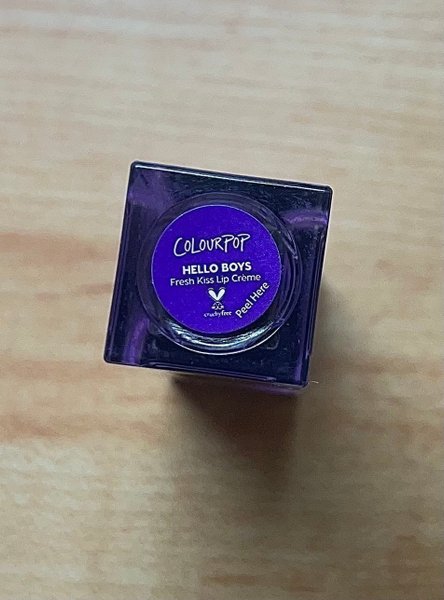 COLOURPOP
HELLO BOYS
Fresh Kiss Lip Crème
crueltyfree
Peel Here